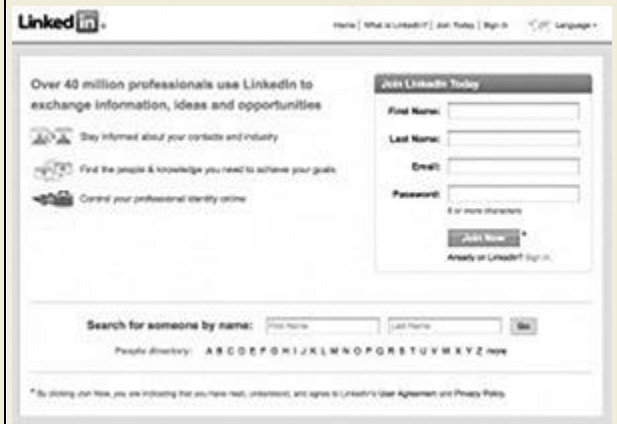 Linked in.
Home | What is LinkedIn? | Join Today | Sign In Language
Over 40 million professionals use LinkedIn to
exchange information, ideas and opportunities
Stay informed about your contacts and industry
Find the people & knowledge you need to achieve your goals
Control your professional identity online
Join LinkedIn Today
First Name:
Last Name:
Email:
Password:
6 or more characters
Join Now *
Already on LinkedIn? Sign in.
Search for someone by name: First Name Last Name Go
People directory: A B C D E F G H I J K L M N O P Q R S T U V W X Y Z more
* By clicking Join Now, you are indicating that you have read, understood, and agree to LinkedIn's User Agreement and Privacy Policy.